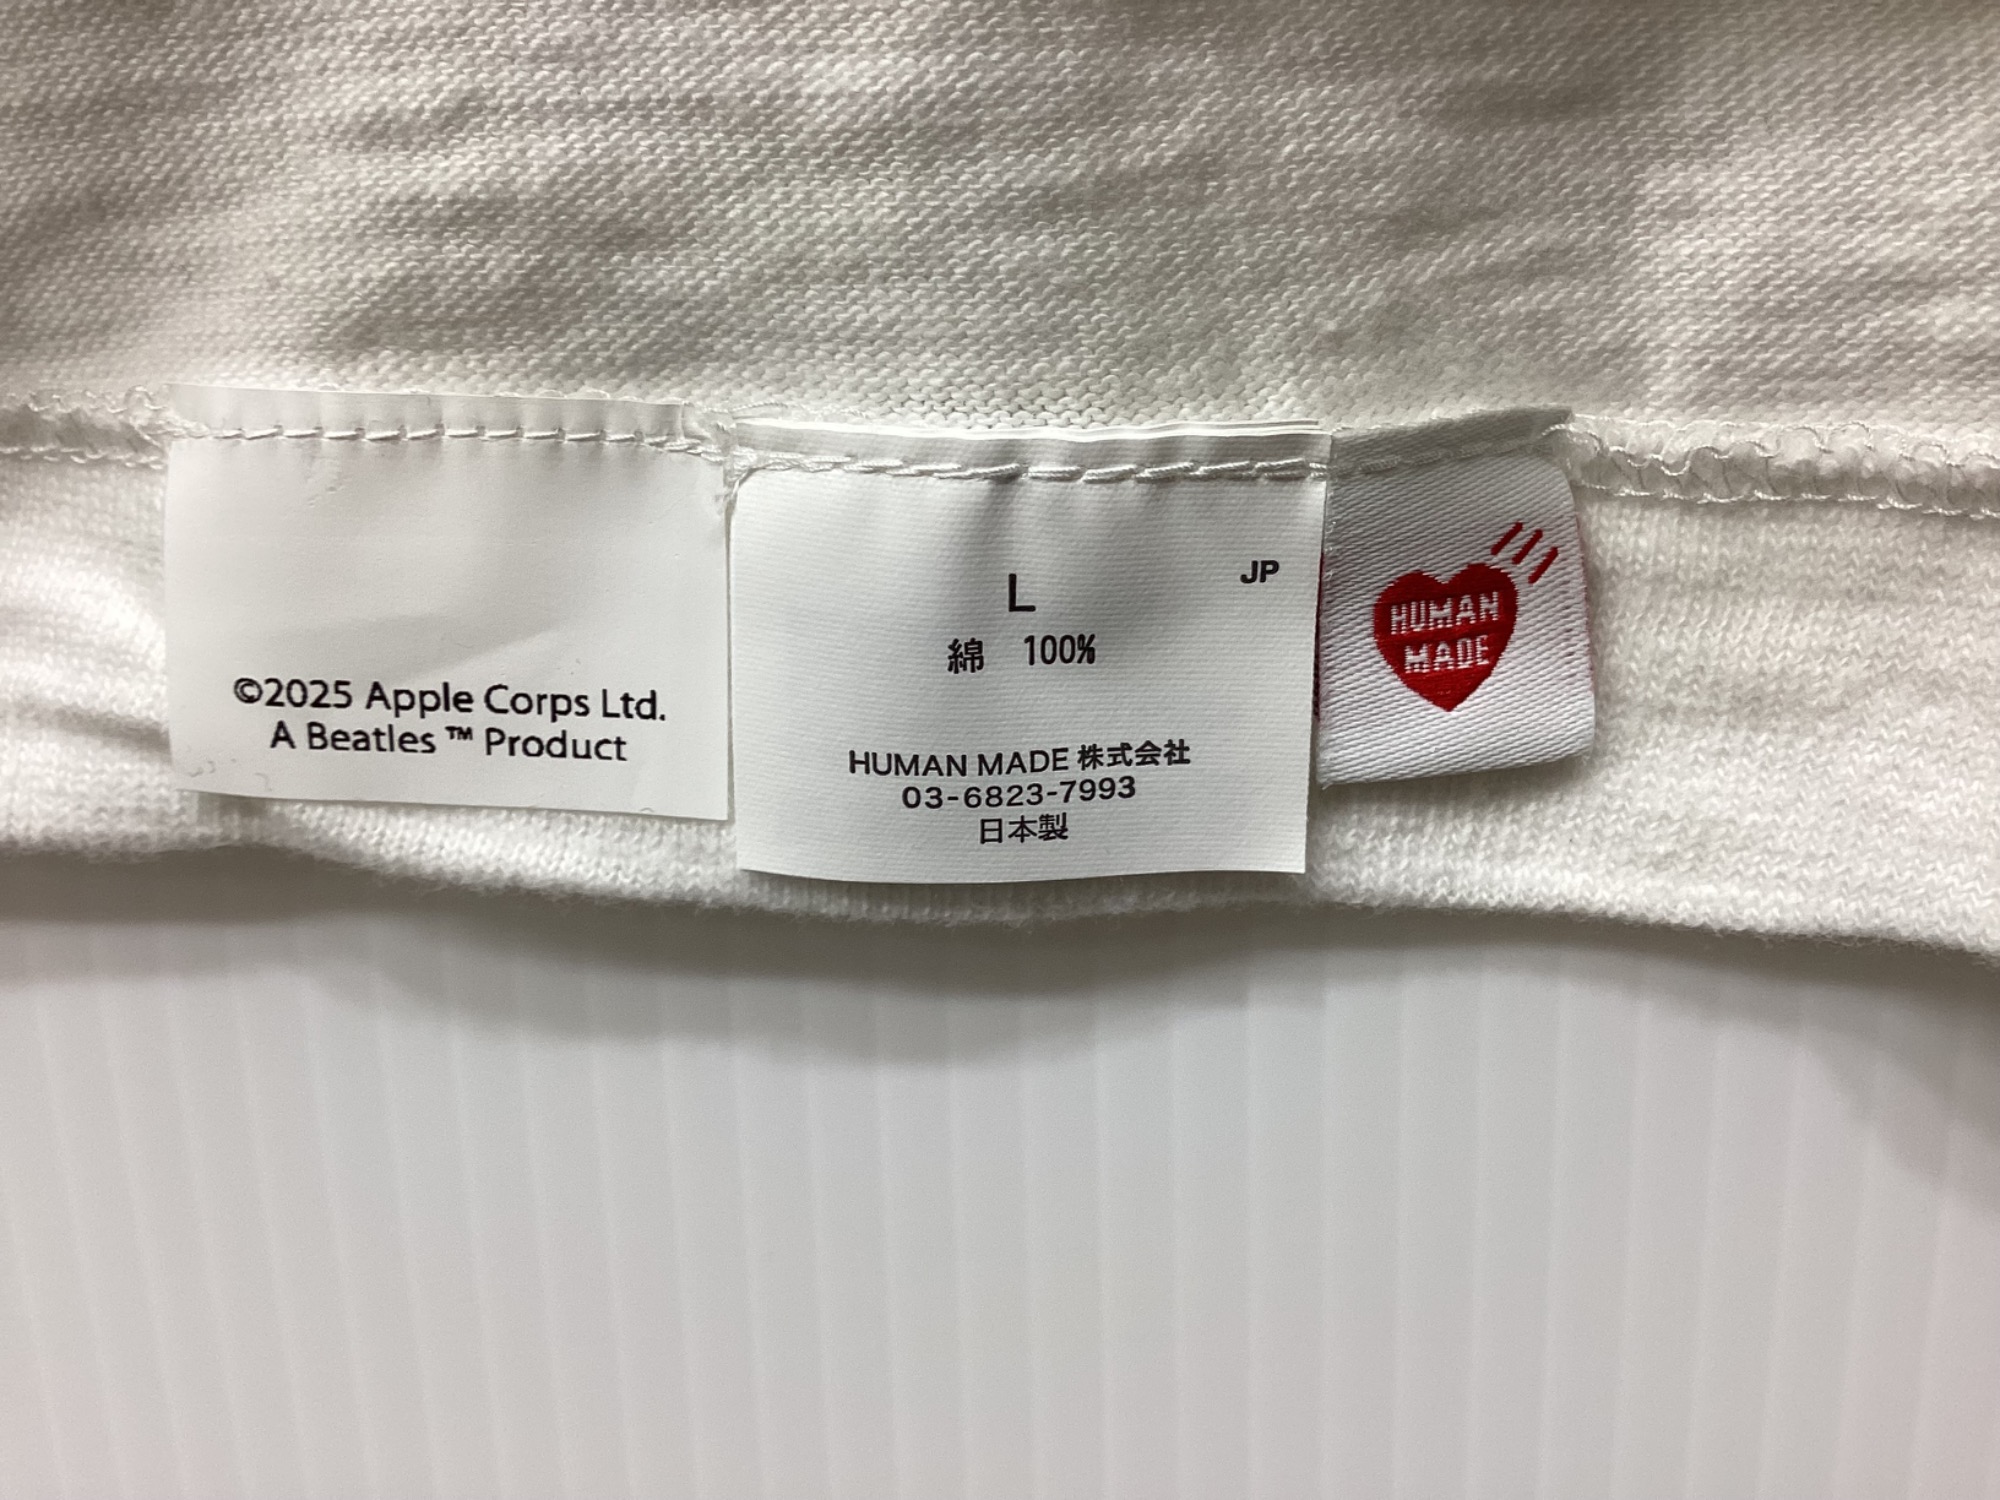 ©2025 Apple Corps Ltd.
A Beatles ™ Product
JP
L
綿 100%
HUMAN MADE 株式会社
03-6823-7993
日本製
HUMAN
MADE